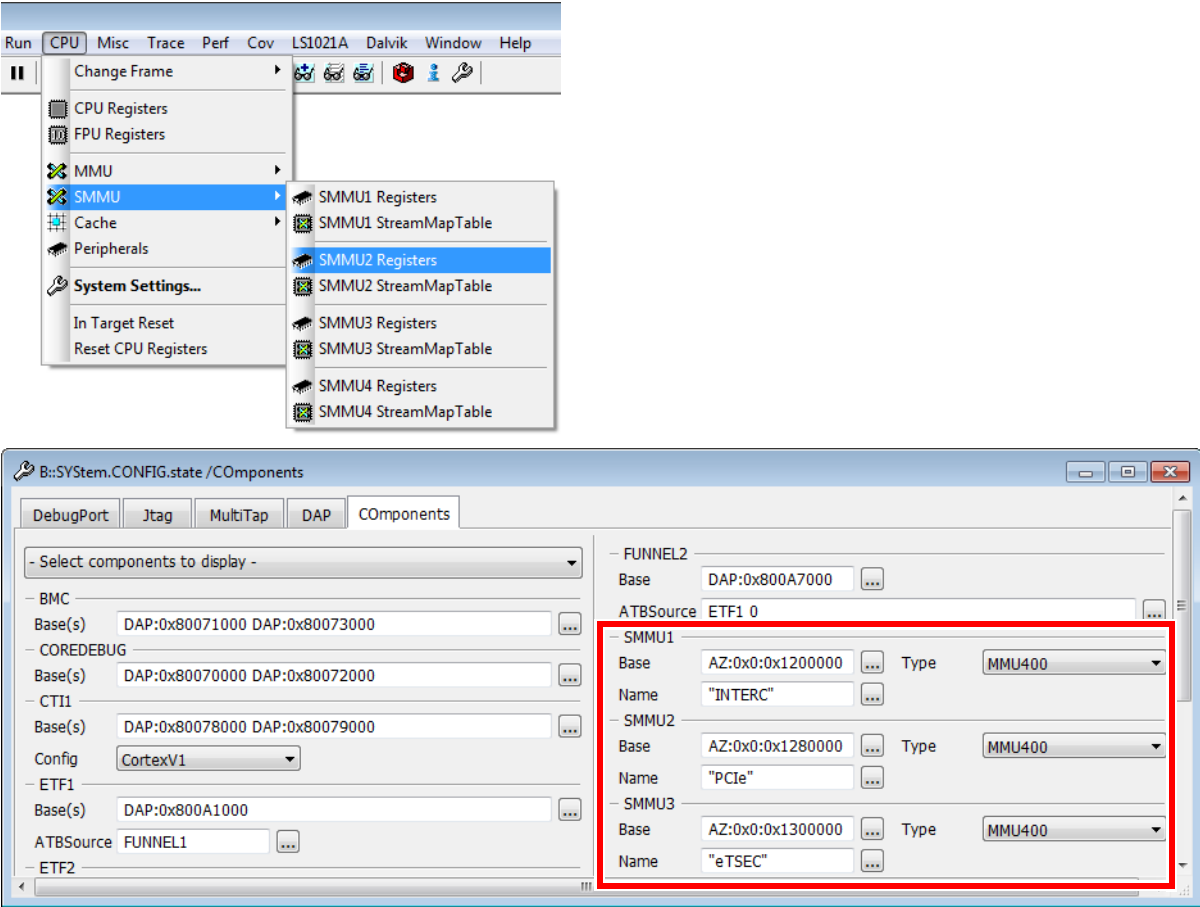 Run CPU Misc Trace Perf Cov LS1021A Dalvik Window Help
Change Frame
CPU Registers
FPU Registers
MMU
SMMU
Cache
Peripherals
System Settings...
In Target Reset
Reset CPU Registers
SMMU1 Registers
SMMU1 StreamMapTable
SMMU2 Registers
SMMU2 StreamMapTable
SMMU3 Registers
SMMU3 StreamMapTable
SMMU4 Registers
SMMU4 StreamMapTable
B::SYStem.CONFIG.state /COmponents
DebugPort Jtag MultiTap DAP COmponents
- Select components to display -
BMC
Base(s) DAP:0x80071000 DAP:0x80073000 ...
COREDEBUG
Base(s) DAP:0x80070000 DAP:0x80072000 ...
CTI1
Base(s) DAP:0x80078000 DAP:0x80079000 ...
Config CortexV1
ETF1
Base(s) DAP:0x800A1000 ...
ATBSource FUNNEL1 ...
ETF2
FUNNEL2
Base DAP:0x800A7000 ...
ATBSource ETF1 0 ...
SMMU1
Base AZ:0x0:0x1200000 ... Type MMU400
Name "INTERC" ...
SMMU2
Base AZ:0x0:0x1280000 ... Type MMU400
Name "PCIe" ...
SMMU3
Base AZ:0x0:0x1300000 ... Type MMU400
Name "eTSEC" ...